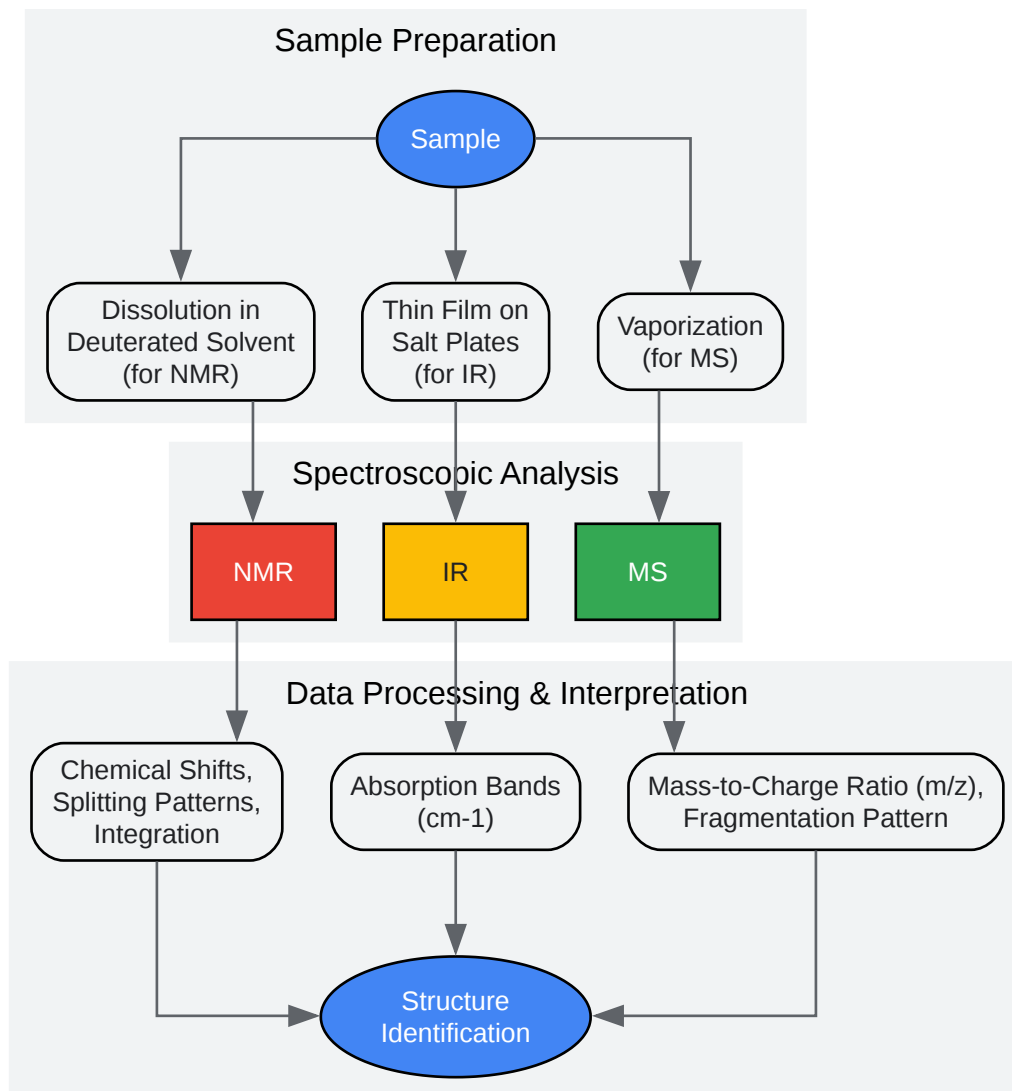 Sample Preparation
Sample
Dissolution in
Deuterated Solvent
(for NMR)
Thin Film on
Salt Plates
(for IR)
Vaporization
(for MS)
Spectroscopic Analysis
NMR
IR
MS
Data Processing & Interpretation
Chemical Shifts,
Splitting Patterns,
Integration
Absorption Bands
(cm-1)
Mass-to-Charge Ratio (m/z),
Fragmentation Pattern
Structure
Identification